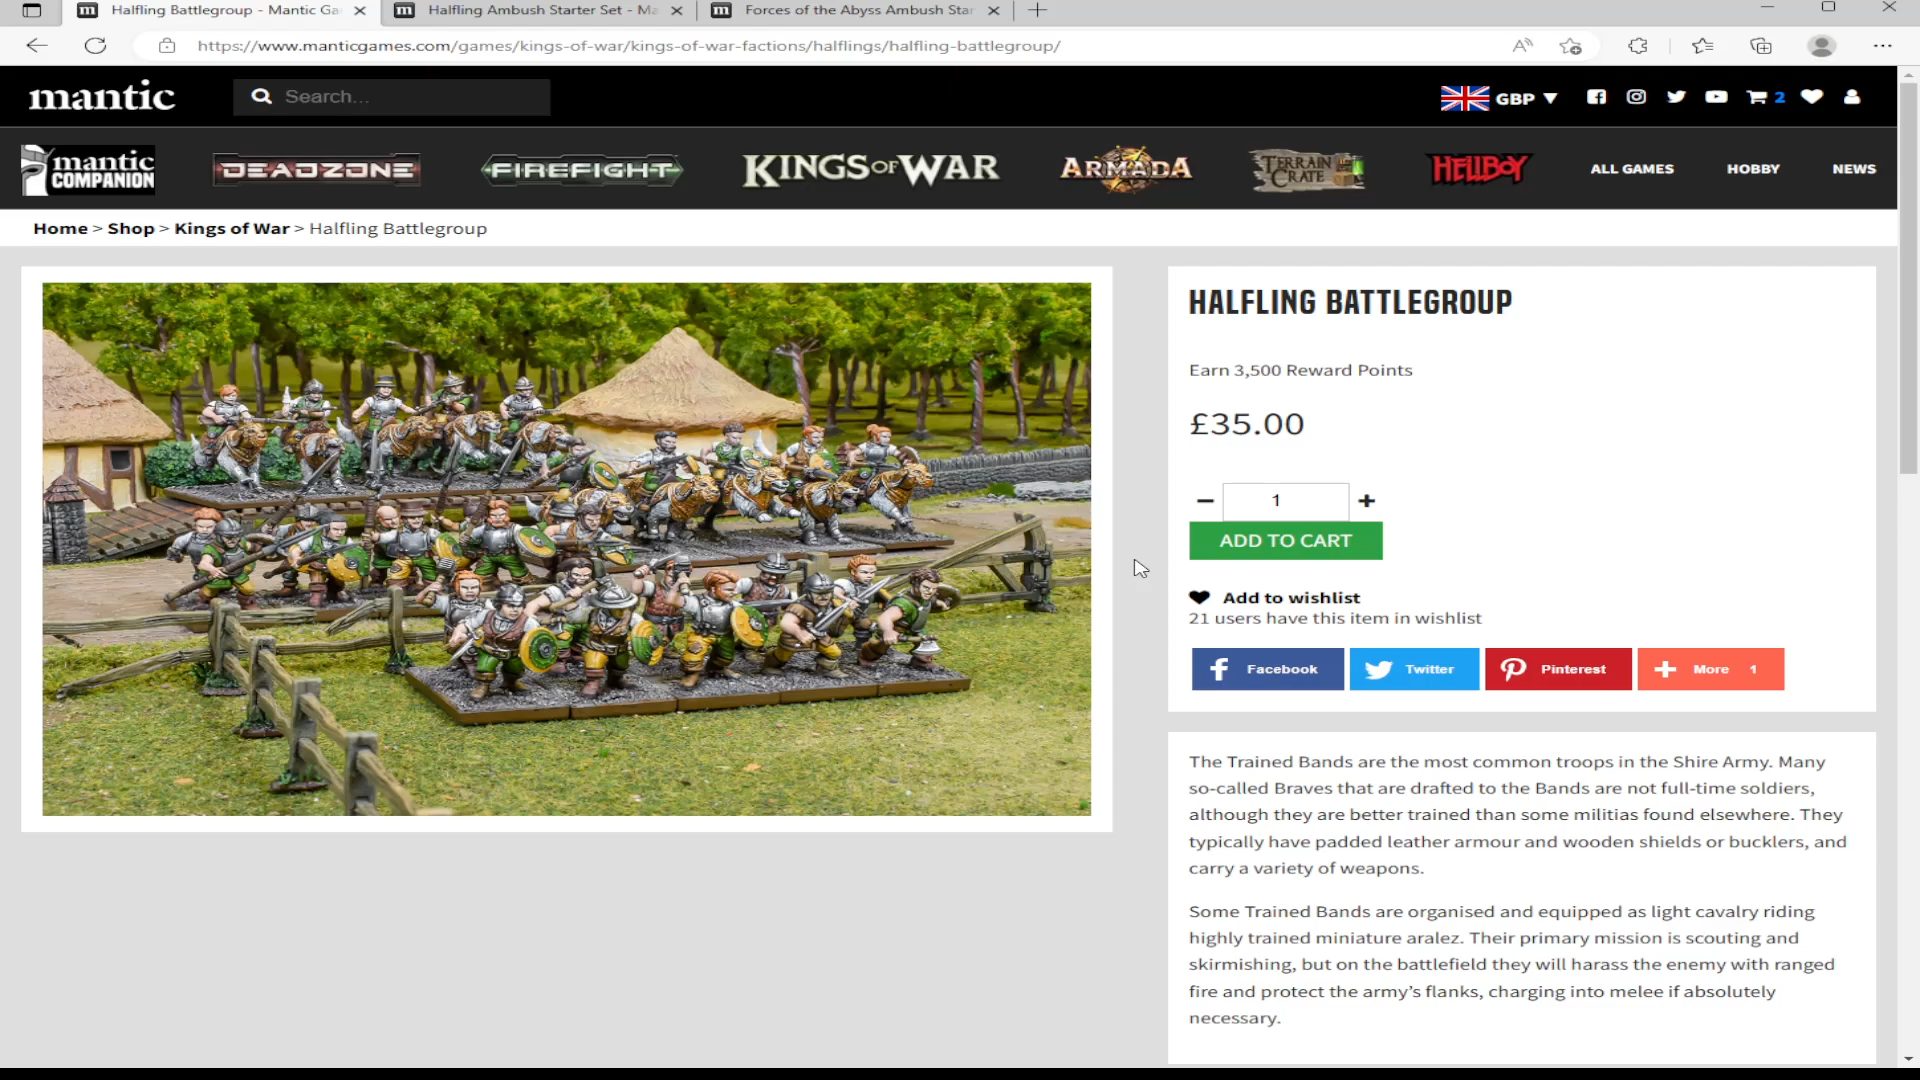 Halfling Battlegroup - Mantic Ga
Halfling Ambush Starter Set - Ma
Forces of the Abyss Ambush Star
https://www.manticgames.com/games/kings-of-war/kings-of-war-factions/halflings/halfling-battlegroup/
mantic
Search...
GBP
2
mantic COMPANION
DEADZONE
FIREFIGHT
KINGS OF WAR
ARMADA
TERRAIN CRATE
HELLBOY
ALL GAMES
HOBBY
NEWS
Home > Shop > Kings of War > Halfling Battlegroup
HALFLING BATTLEGROUP
Earn 3,500 Reward Points
£35.00
1
ADD TO CART
Add to wishlist
21 users have this item in wishlist
Facebook
Twitter
Pinterest
More 1
The Trained Bands are the most common troops in the Shire Army. Many
so-called Braves that are drafted to the Bands are not full-time soldiers,
although they are better trained than some militias found elsewhere. They
typically have padded leather armour and wooden shields or bucklers, and
carry a variety of weapons.
Some Trained Bands are organised and equipped as light cavalry riding
highly trained miniature aralez. Their primary mission is scouting and
skirmishing, but on the battlefield they will harass the enemy with ranged
fire and protect the army's flanks, charging into melee if absolutely
necessary.